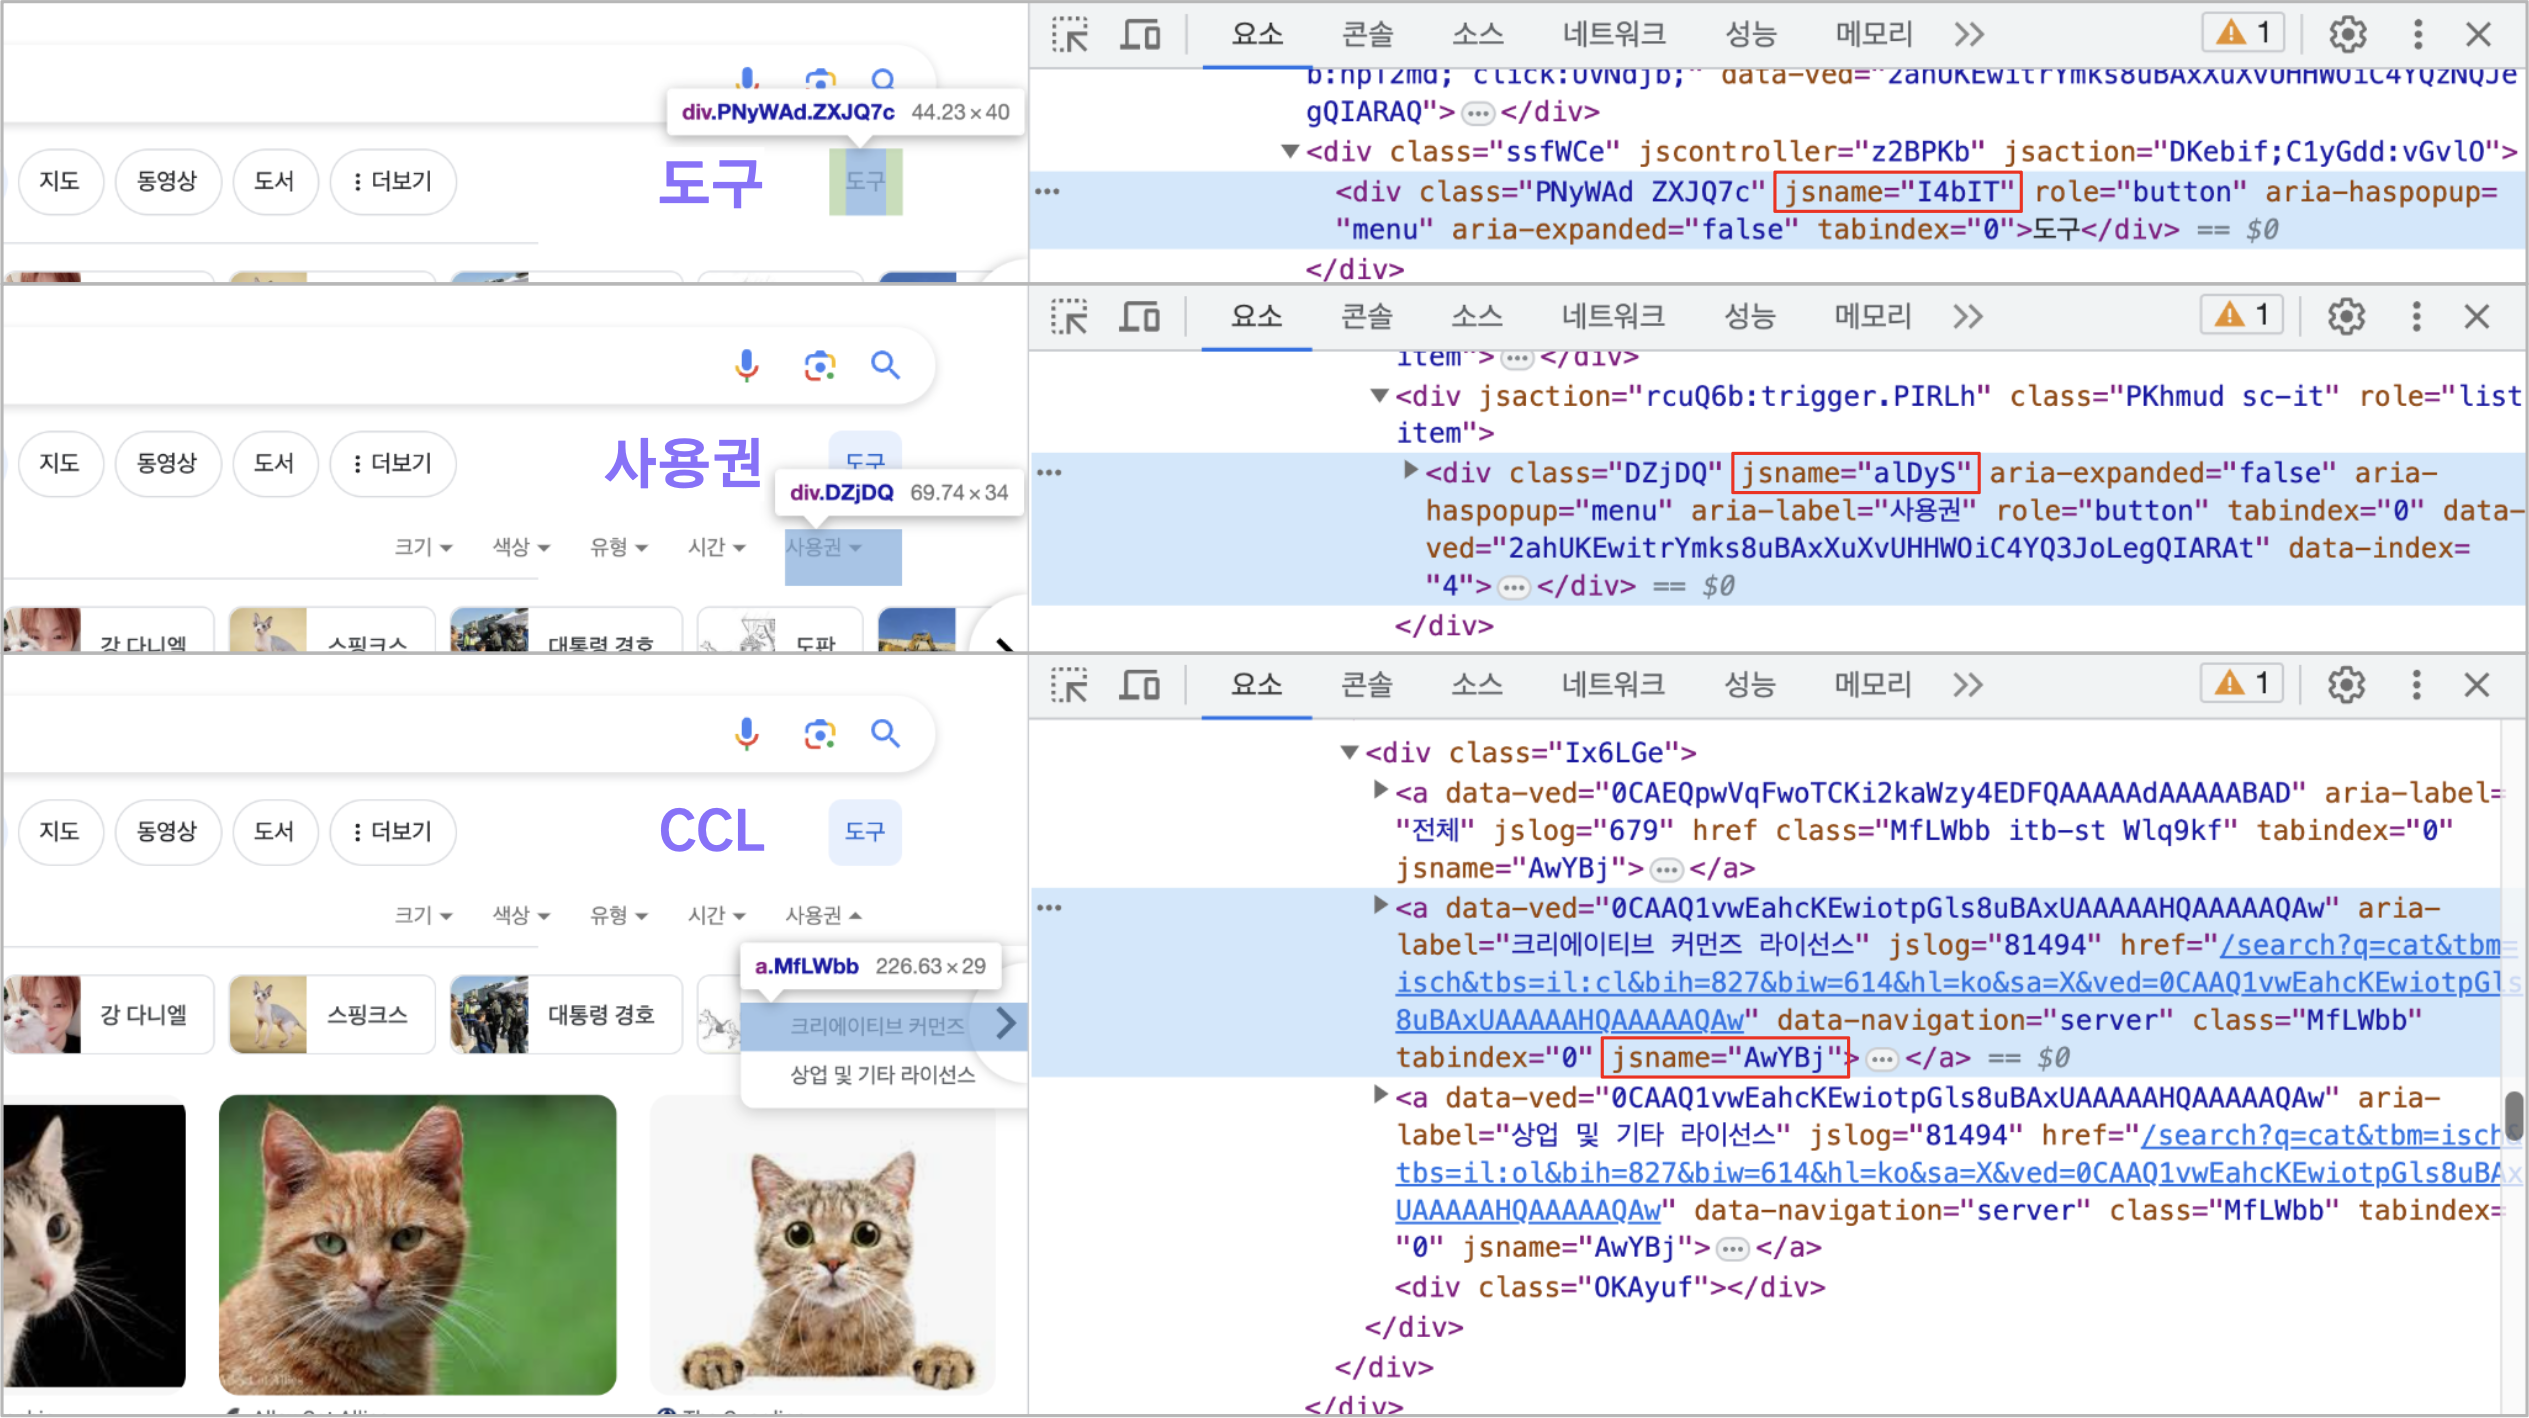 div.PNyWAd.ZXJQ7c 44.23×40
지도 동영상 도서 더보기
도구
도구
요소 콘솔 소스 네트워크 성능 메모리 1
b:hpT2md; click:UvNdjb;" data-ved="2ahUKEwitrYmks8uBAxXuXvUHHWOiC4YQzNQJe
gQIARAQ">…</div>
<div class="ssfWCe" jscontroller="z2BPKb" jsaction="DKebif;C1yGdd:vGvlO">
<div class="PNyWAd ZXJQ7c" jsname="I4bIT" role="button" aria-haspopup=
"menu" aria-expanded="false" tabindex="0">도구</div> == $0
</div>
지도 동영상 도서 더보기
사용권
도구
div.DZjDQ 69.74×34
크기 색상 유형 시간 사용권
강 다니엘 스핑크스 대통령 경호 도판
요소 콘솔 소스 네트워크 성능 메모리 1
item">…</div>
<div jsaction="rcuQ6b:trigger.PIRLh" class="PKhmud sc-it" role="list
item">
<div class="DZjDQ" jsname="alDyS" aria-expanded="false" aria-
haspopup="menu" aria-label="사용권" role="button" tabindex="0" data-
ved="2ahUKEwitrYmks8uBAxXuXvUHHWOiC4YQ3JoLegQIARAt" data-index=
"4">…</div> == $0
</div>
지도 동영상 도서 더보기
CCL
도구
크기 색상 유형 시간 사용권
a.MfLWbb 226.63×29
강 다니엘 스핑크스 대통령 경호
크리에이티브 커먼즈
상업 및 기타 라이선스
요소 콘솔 소스 네트워크 성능 메모리 1
<div class="Ix6LGe">
<a data-ved="0CAEQpwVqFwoTCKi2kaWzy4EDFQAAAAAdAAAAABAD" aria-label=
"전체" jslog="679" href class="MfLWbb itb-st Wlq9kf" tabindex="0"
jsname="AwYBj">…</a>
<a data-ved="0CAAQ1vwEahcKEwiotpGls8uBAxUAAAAAHQAAAAAQAw" aria-
label="크리에이티브 커먼즈 라이선스" jslog="81494" href="/search?q=cat&tbm=
isch&tbs=il:cl&bih=827&biw=614&hl=ko&sa=X&ved=0CAAQ1vwEahcKEwiotpGls
8uBAxUAAAAAHQAAAAAQAw" data-navigation="server" class="MfLWbb"
tabindex="0" jsname="AwYBj">…</a> == $0
<a data-ved="0CAAQ1vwEahcKEwiotpGls8uBAxUAAAAAHQAAAAAQAw" aria-
label="상업 및 기타 라이선스" jslog="81494" href="/search?q=cat&tbm=isch&
tbs=il:ol&bih=827&biw=614&hl=ko&sa=X&ved=0CAAQ1vwEahcKEwiotpGls8uBAx
UAAAAAHQAAAAAQAw" data-navigation="server" class="MfLWbb" tabindex=
"0" jsname="AwYBj">…</a>
<div class="OKAyuf"></div>
</div>
</div>
</div>